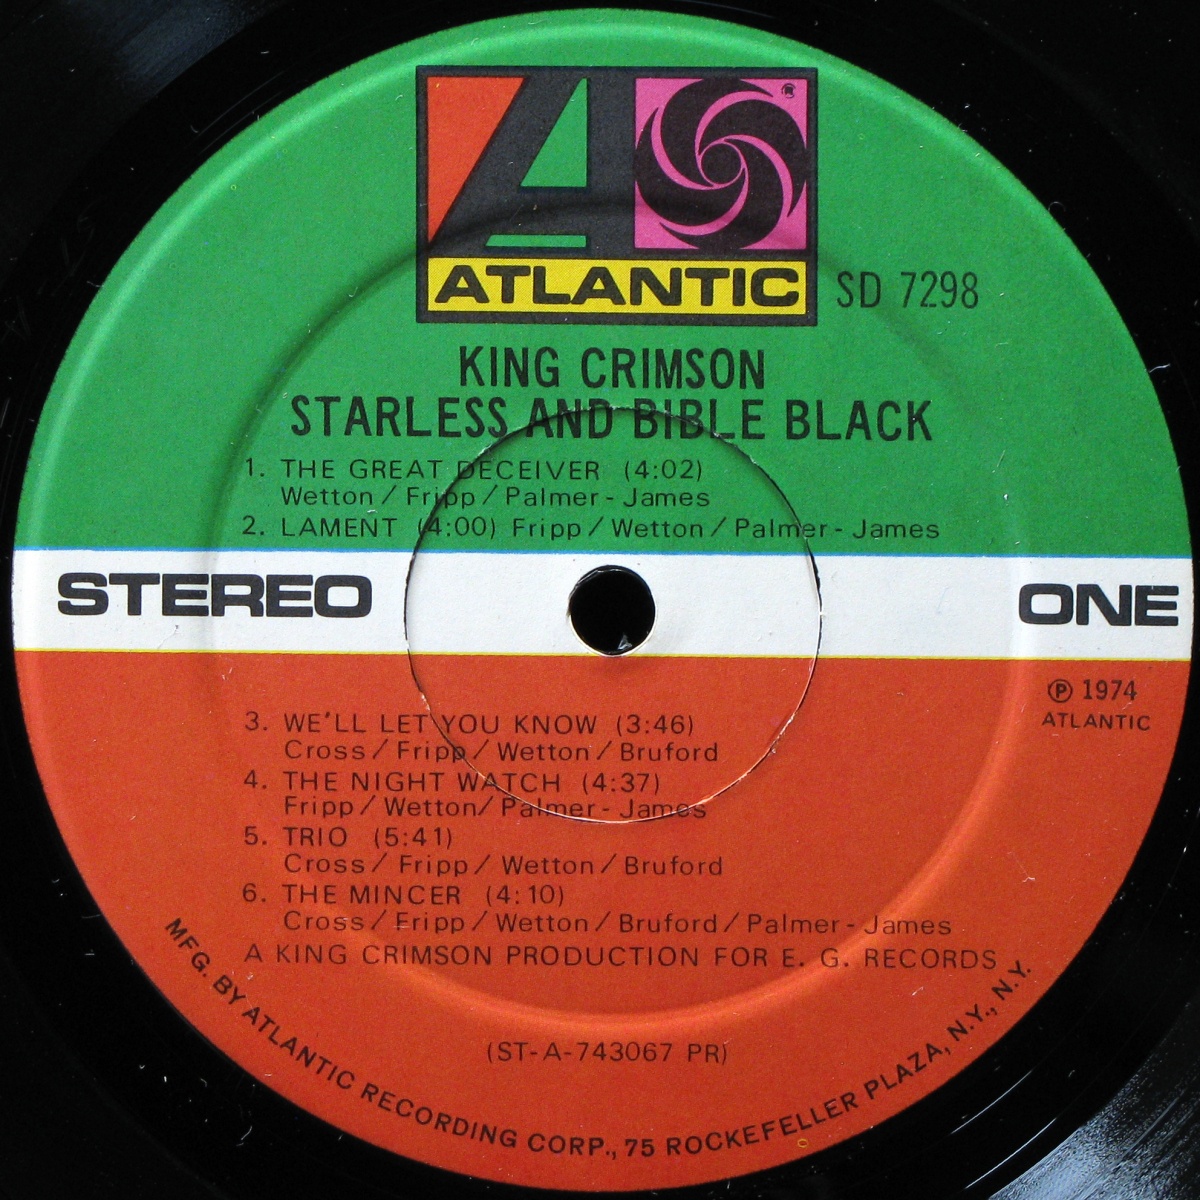 ATLANTIC
®
SD 7298
KING CRIMSON
STARLESS AND BIBLE BLACK
1. THE GREAT DECEIVER (4:02)
Wetton / Fripp / Palmer - James
2. LAMENT (4:00) Fripp / Wetton / Palmer - James
STEREO
ONE
℗ 1974
ATLANTIC
3. WE'LL LET YOU KNOW (3:46)
Cross / Fripp / Wetton / Bruford
4. THE NIGHT WATCH (4:37)
Fripp / Wetton / Palmer - James
5. TRIO (5:41)
Cross / Fripp / Wetton / Bruford
6. THE MINCER (4:10)
Cross / Fripp / Wetton / Bruford / Palmer - James
A KING CRIMSON PRODUCTION FOR E. G. RECORDS
(ST-A-743067 PR)
MFG. BY ATLANTIC RECORDING CORP., 75 ROCKEFELLER PLAZA, N.Y., N.Y.